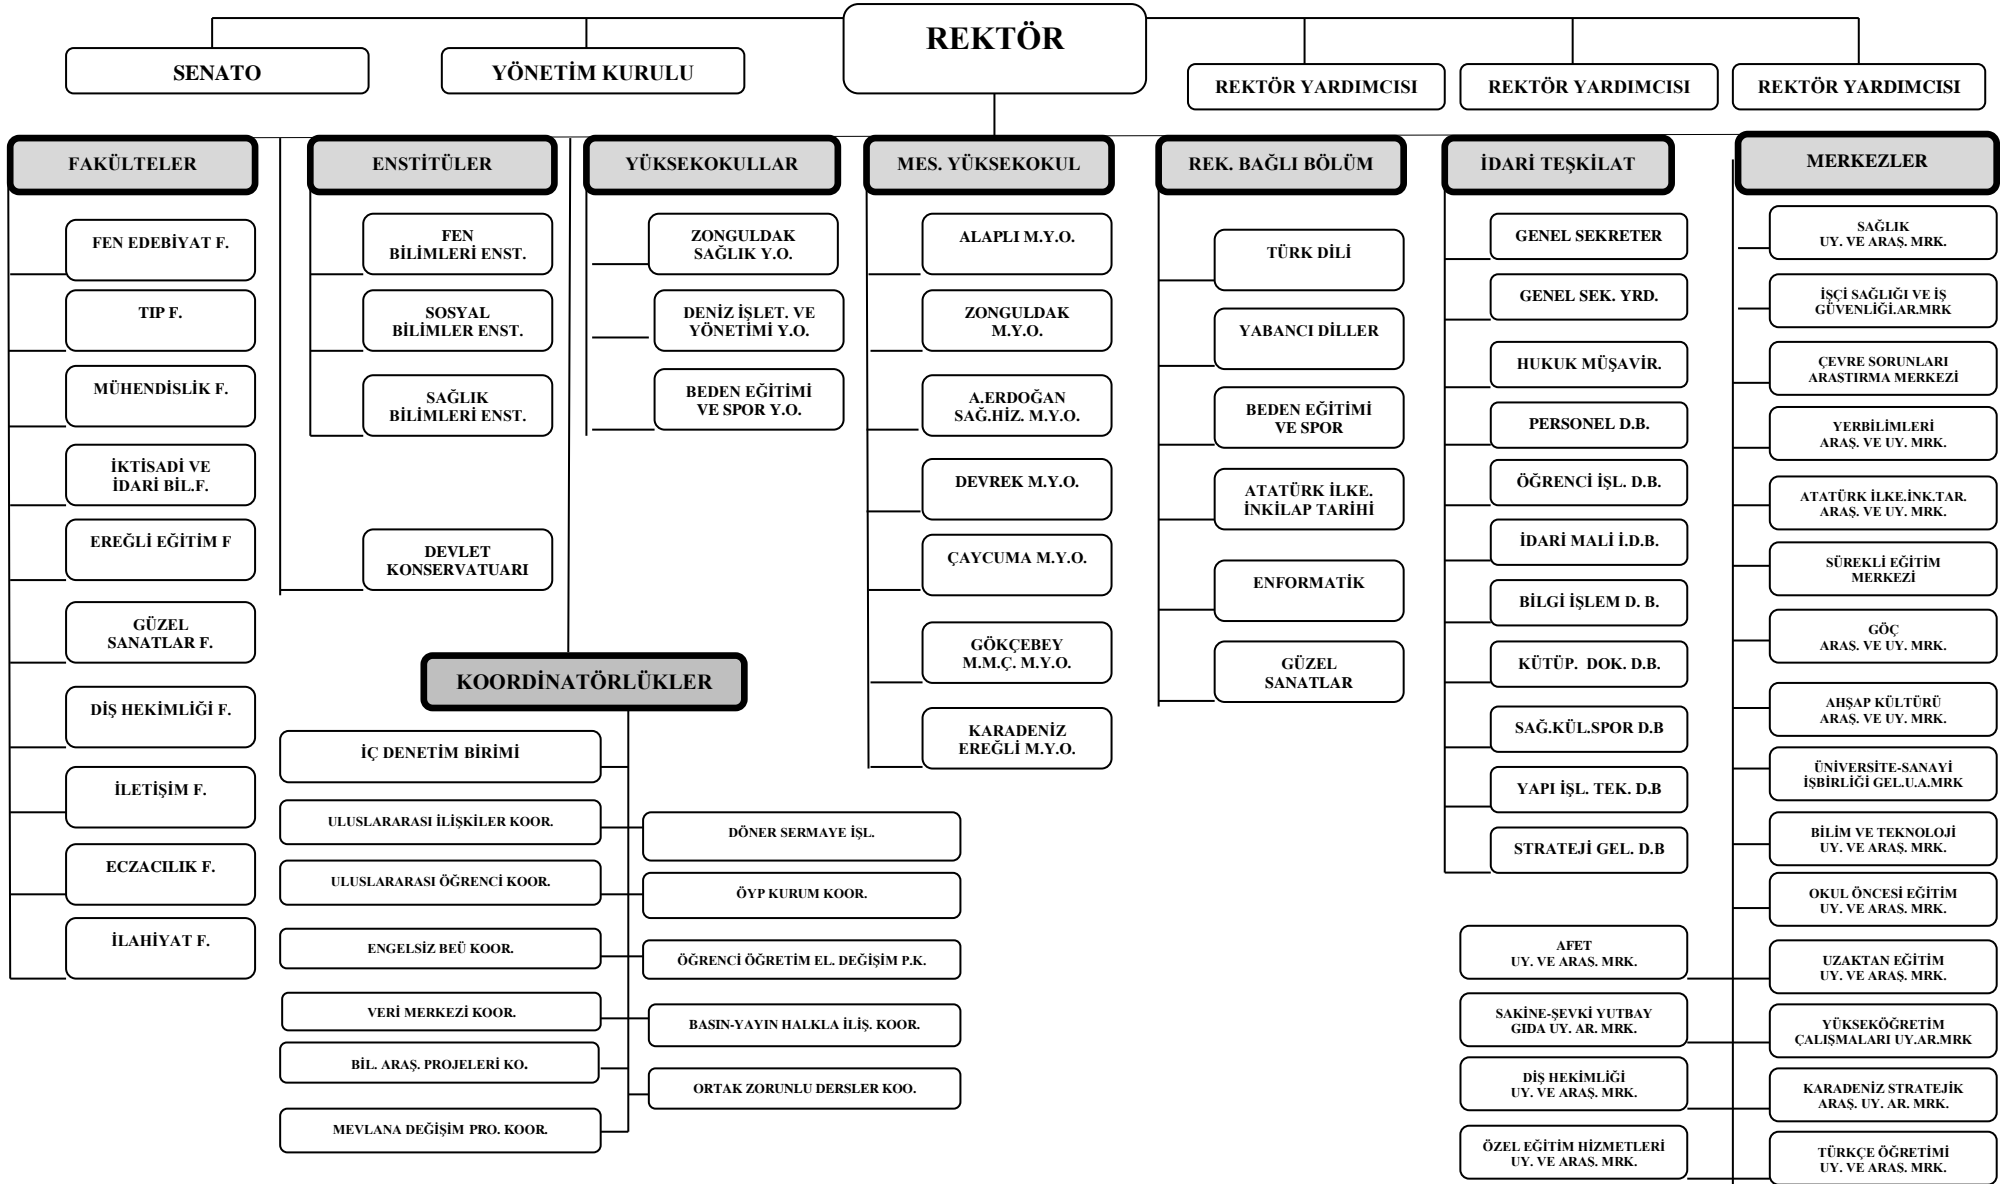 REKTÖR
SENATO
YÖNETİM KURULU
REKTÖR YARDIMCISI
REKTÖR YARDIMCISI
REKTÖR YARDIMCISI
FAKÜLTELER
FEN EDEBİYAT F.
TIP F.
MÜHENDİSLİK F.
İKTİSADİ VE
İDARİ BİL.F.
EREĞLİ EĞİTİM F
GÜZEL
SANATLAR F.
DİŞ HEKİMLİĞİ F.
İLETİŞİM F.
ECZACILIK F.
İLAHİYAT F.
ENSTİTÜLER
FEN
BİLİMLERİ ENST.
SOSYAL
BİLİMLER ENST.
SAĞLIK
BİLİMLERİ ENST.
DEVLET
KONSERVATUARI
YÜKSEKOKULLAR
ZONGULDAK
SAĞLIK Y.O.
DENİZ İŞLET. VE
YÖNETİMİ Y.O.
BEDEN EĞİTİMİ
VE SPOR Y.O.
KOORDİNATÖRLÜKLER
İÇ DENETİM BİRİMİ
ULUSLARARASI İLİŞKİLER KOOR.
ULUSLARARASI ÖĞRENCİ KOOR.
ENGELSİZ BEÜ KOOR.
VERİ MERKEZİ KOOR.
BİL. ARAŞ. PROJELERİ KO.
MEVLANA DEĞİŞİM PRO. KOOR.
DÖNER SERMAYE İŞL.
ÖYP KURUM KOOR.
ÖĞRENCİ ÖĞRETİM EL. DEĞİŞİM P.K.
BASIN-YAYIN HALKLA İLİŞ. KOOR.
ORTAK ZORUNLU DERSLER KOO.
MES. YÜKSEKOKUL
ALAPLI M.Y.O.
ZONGULDAK
M.Y.O.
A.ERDOĞAN
SAĞ.HİZ. M.Y.O.
DEVREK M.Y.O.
ÇAYCUMA M.Y.O.
GÖKÇEBEY
M.M.Ç. M.Y.O.
KARADENİZ
EREĞLİ M.Y.O.
REK. BAĞLI BÖLÜM
TÜRK DİLİ
YABANCI DİLLER
BEDEN EĞİTİMİ
VE SPOR
ATATÜRK İLKE.
İNKİLAP TARİHİ
ENFORMATİK
GÜZEL
SANATLAR
İDARİ TEŞKİLAT
GENEL SEKRETER
GENEL SEK. YRD.
HUKUK MÜŞAVİR.
PERSONEL D.B.
ÖĞRENCİ İŞL. D.B.
İDARİ MALİ İ.D.B.
BİLGİ İŞLEM D. B.
KÜTÜP. DOK. D.B.
SAĞ.KÜL.SPOR D.B
YAPI İŞL. TEK. D.B
STRATEJİ GEL. D.B
AFET
UY. VE ARAŞ. MRK.
SAKİNE-ŞEVKİ YUTBAY
GIDA UY. AR. MRK.
DİŞ HEKİMLİĞİ
UY. VE ARAŞ. MRK.
ÖZEL EĞİTİM HİZMETLERİ
UY. VE ARAŞ. MRK.
MERKEZLER
SAĞLIK
UY. VE ARAŞ. MRK.
İŞÇİ SAĞLIĞI VE İŞ
GÜVENLİĞİ.AR.MRK
ÇEVRE SORUNLARI
ARAŞTIRMA MERKEZİ
YERBİLİMLERİ
ARAŞ. VE UY. MRK.
ATATÜRK İLKE.İNK.TAR.
ARAŞ. VE UY. MRK.
SÜREKLİ EĞİTİM
MERKEZİ
GÖÇ
ARAŞ. VE UY. MRK.
AHŞAP KÜLTÜRÜ
ARAŞ. VE UY. MRK.
ÜNİVERSİTE-SANAYİ
İŞBİRLİĞİ GEL.U.A.MRK
BİLİM VE TEKNOLOJİ
UY. VE ARAŞ. MRK.
OKUL ÖNCESİ EĞİTİM
UY. VE ARAŞ. MRK.
UZAKTAN EĞİTİM
UY. VE ARAŞ. MRK.
YÜKSEKÖĞRETİM
ÇALIŞMALARI UY.AR.MRK
KARADENİZ STRATEJİK
ARAŞ. UY. AR. MRK.
TÜRKÇE ÖĞRETİMİ
UY. VE ARAŞ. MRK.